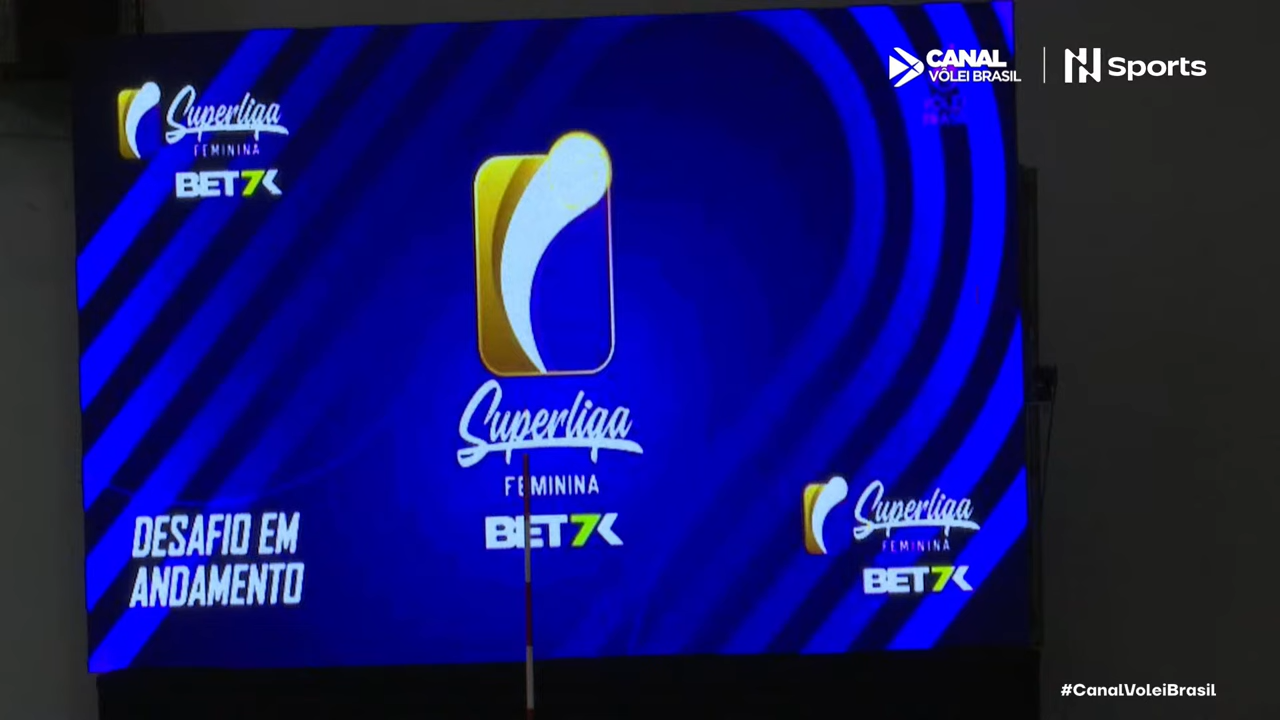 CANAL
VÔLEI BRASIL
N Sports
Superliga
FEMININA
BET7K
Superliga
FEMININA
BET7K
DESAFIO EM
ANDAMENTO
Superliga
FEMININA
BET7K
#CanalVoleiBrasil